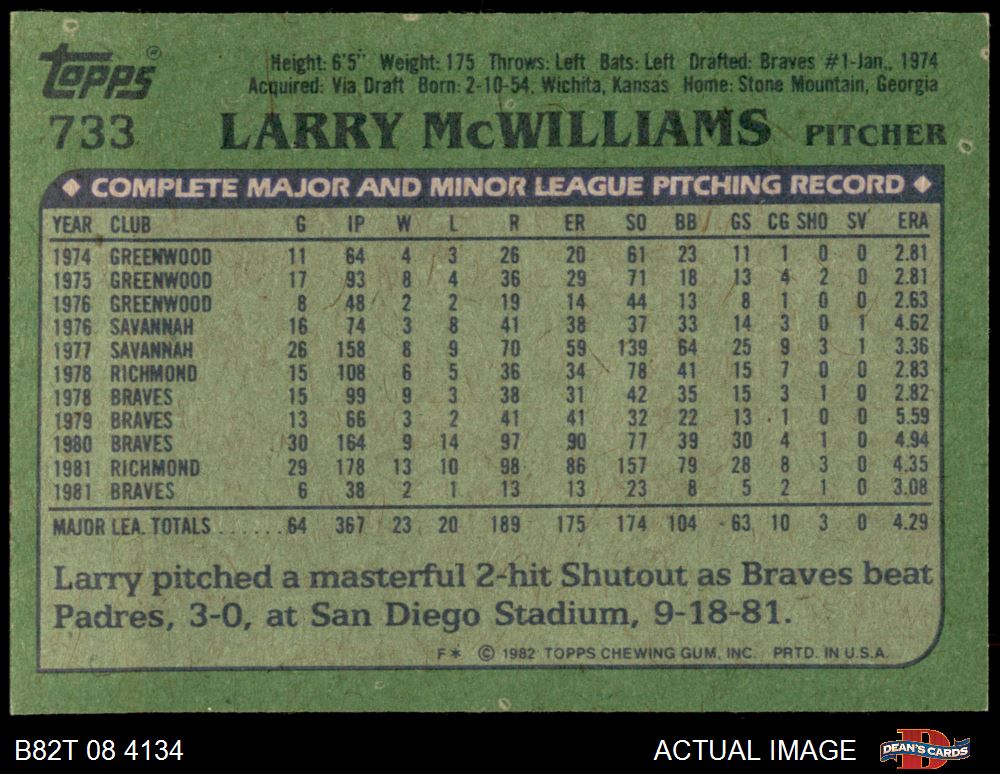 topps®
Height: 6'5" Weight: 175 Throws: Left Bats: Left Drafted: Braves #1-Jan., 1974
Acquired: Via Draft Born: 2-10-54, Wichita, Kansas Home: Stone Mountain, Georgia
733 LARRY McWILLIAMS PITCHER
♦ COMPLETE MAJOR AND MINOR LEAGUE PITCHING RECORD ♦
YEAR CLUB G IP W L R ER SO BB GS CG SHO SV ERA
1974 GREENWOOD 11 64 4 3 26 20 61 23 11 1 0 0 2.81
1975 GREENWOOD 17 93 8 4 36 29 71 18 13 4 2 0 2.81
1976 GREENWOOD 8 48 2 2 19 14 44 13 8 1 0 0 2.63
1976 SAVANNAH 16 74 3 8 41 38 37 33 14 3 0 1 4.62
1977 SAVANNAH 26 158 8 9 70 59 139 64 25 9 3 1 3.36
1978 RICHMOND 15 108 6 5 36 34 78 41 15 7 0 0 2.83
1978 BRAVES 15 99 9 3 38 31 42 35 15 3 1 0 2.82
1979 BRAVES 13 66 3 2 41 41 32 22 13 1 0 0 5.59
1980 BRAVES 30 164 9 14 97 90 77 39 30 4 1 0 4.94
1981 RICHMOND 29 178 13 10 98 86 157 79 28 8 3 0 4.35
1981 BRAVES 6 38 2 1 13 13 23 8 5 2 1 0 3.08
MAJOR LEA. TOTALS ...... 64 367 23 20 189 175 174 104 63 10 3 0 4.29
Larry pitched a masterful 2-hit Shutout as Braves beat
Padres, 3-0, at San Diego Stadium, 9-18-81.
F* © 1982 TOPPS CHEWING GUM, INC. PRTD. IN U.S.A.
B82T 08 4134 ACTUAL IMAGE DEAN'S CARDS